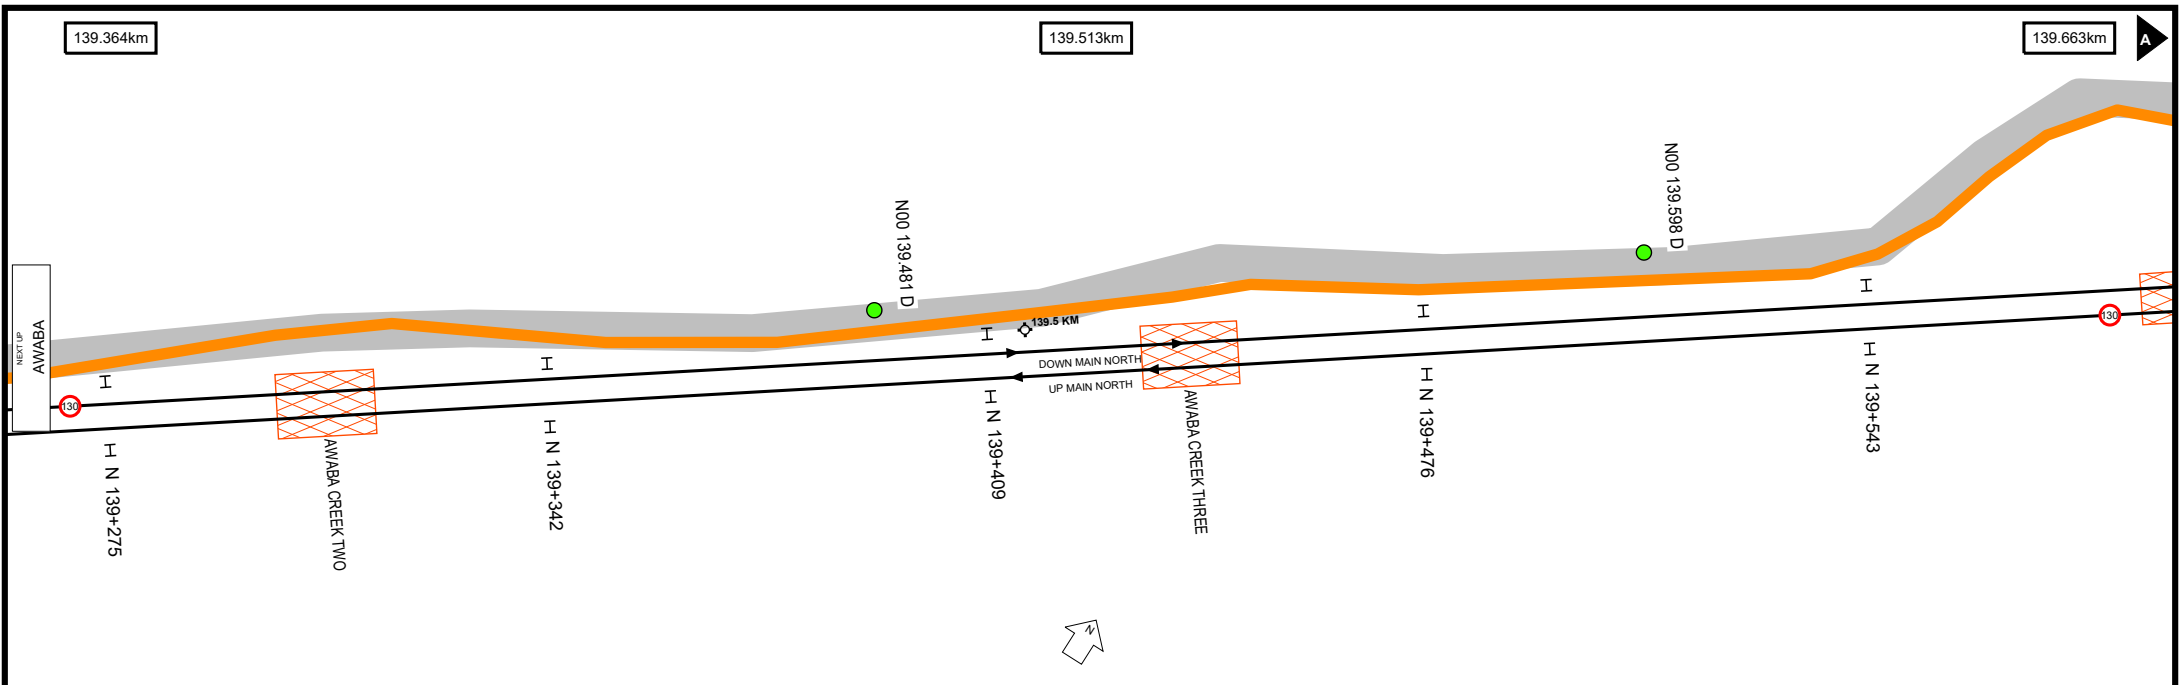 139.364km
139.513km
139.663km
A
N00 139.481 D
N00 139.598 D
NEXT UP
AWABA
130
139.5 KM
DOWN MAIN NORTH
UP MAIN NORTH
130
H
H
H
H
H
H N 139+275
AWABA CREEK TWO
H N 139+342
H N 139+409
AWABA CREEK THREE
H N 139+476
H N 139+543
N